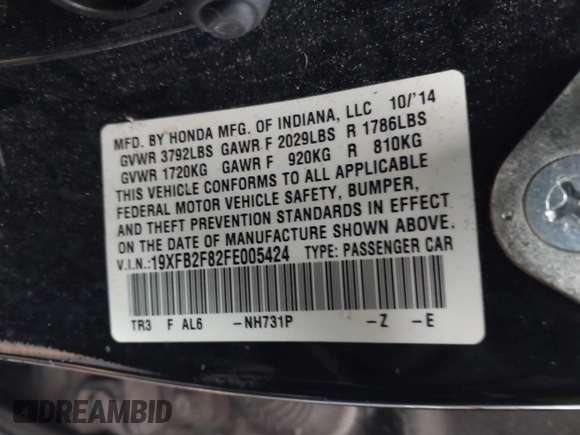 MFD. BY HONDA MFG. OF INDIANA, LLC 10/'14
GVWR 3792LBS GAWR F 2029LBS R 1786LBS
GVWR 1720KG GAWR F 920KG R 810KG
THIS VEHICLE CONFORMS TO ALL APPLICABLE
FEDERAL MOTOR VEHICLE SAFETY, BUMPER,
AND THEFT PREVENTION STANDARDS IN EFFECT
ON THE DATE OF MANUFACTURE SHOWN ABOVE.
V.I.N.:19XFB2F82FE005424 TYPE: PASSENGER CAR
TR3 F AL6 -NH731P -Z -E
DREAMBID